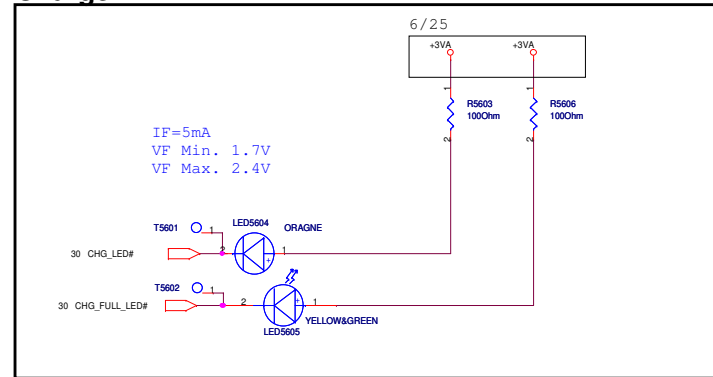 6/25
+3VA +3VA
1 1
R5603 R5606
100Ohm 100Ohm
2 2
IF=5mA
VF Min. 1.7V
VF Max. 2.4V
T5601 1 LED5604 ORAGNE
30 CHG_LED# 2 + 1
T5602 1
30 CHG_FULL_LED# 2 + 1
YELLOW&GREEN
LED5605